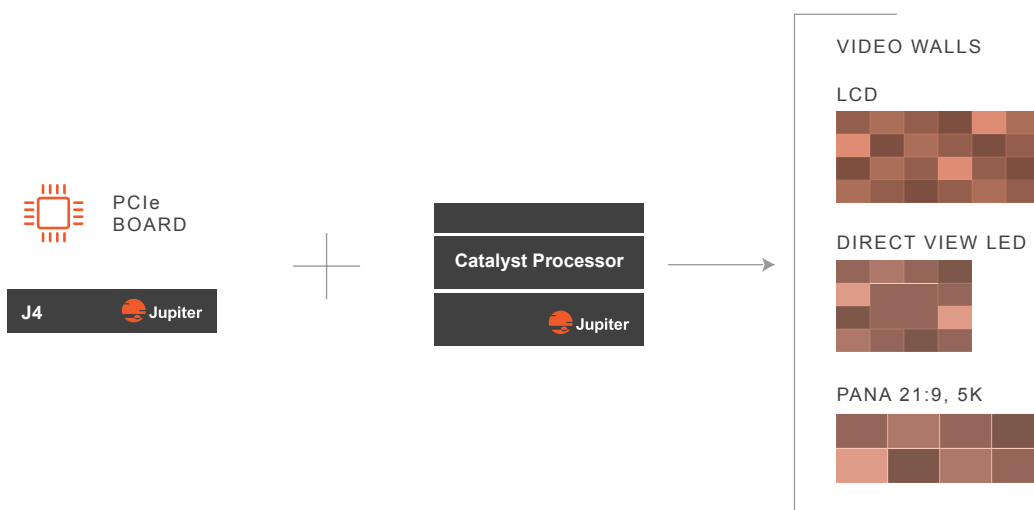 PCIe
BOARD
J4
Jupiter
Catalyst Processor
Jupiter
VIDEO WALLS
LCD
DIRECT VIEW LED
PANA 21:9, 5K